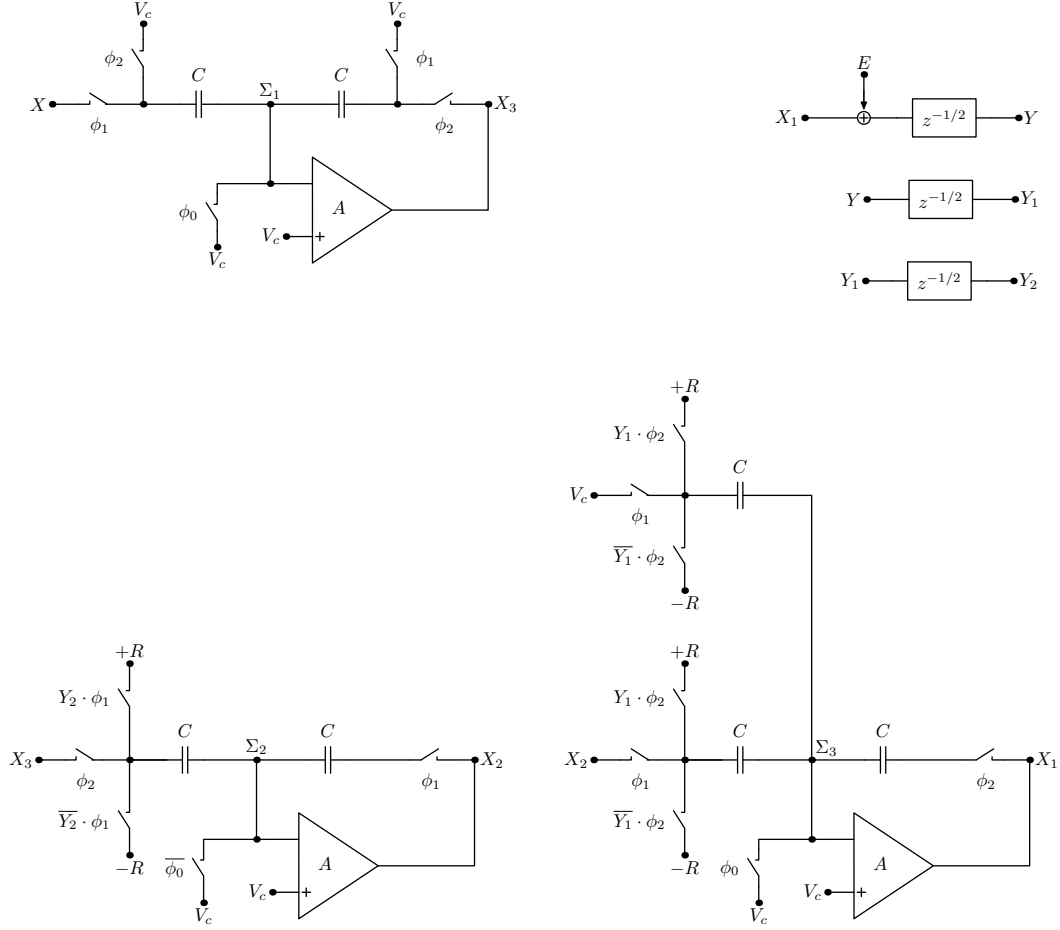 V_c V_c
ϕ_2 ϕ_1
C C
X Σ_1 X_3
ϕ_1 ϕ_2
A
ϕ_0
V_c +
V_c
E
X_1 + z^{-1/2} Y
Y z^{-1/2} Y_1
Y_1 z^{-1/2} Y_2
+R
Y_1 · ϕ_2
C
V_c
ϕ_1
\overline{Y_1} · ϕ_2
−R
+R
Y_2 · ϕ_1
C C
X_3 Σ_2 X_2
ϕ_2 ϕ_1
\overline{Y_2} · ϕ_1
−R
\overline{ϕ_0}
A
V_c +
V_c
+R
Y_1 · ϕ_2
C C
X_2 Σ_3 X_1
ϕ_1 ϕ_2
\overline{Y_1} · ϕ_2
−R
ϕ_0
A
V_c +
V_c